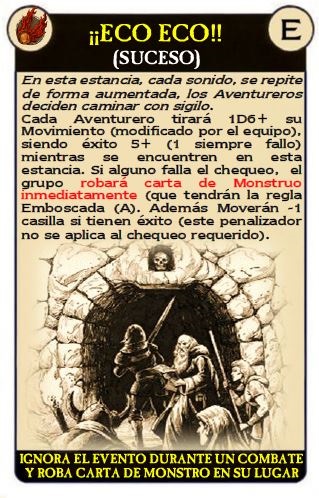 ¡¡ECO ECO!!
E
(SUCESO)
En esta estancia, cada sonido, se repite
de forma aumentada, los Aventureros
deciden caminar con sigilo.
Cada Aventurero tirará 1D6+ su
Movimiento (modificado por el equipo),
siendo éxito 5+ (1 siempre fallo)
mientras se encuentren en esta
estancia. Si alguno falla el chequeo, el
grupo robará carta de Monstruo
inmediatamente (que tendrán la regla
Emboscada (A). Además Moverán -1
casilla si tienen éxito (este penalizador
no se aplica al chequeo requerido).
IGNORA EL EVENTO DURANTE UN COMBATE
Y ROBA CARTA DE MONSTRO EN SU LUGAR